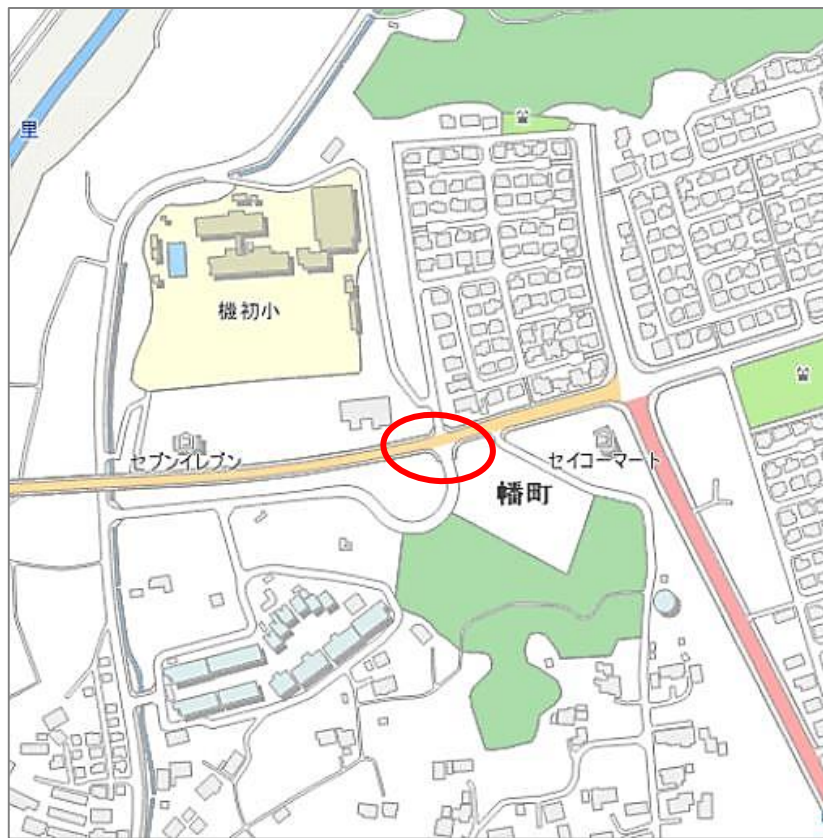 里
機初小
セブンイレブン
セイコーマート
幡町